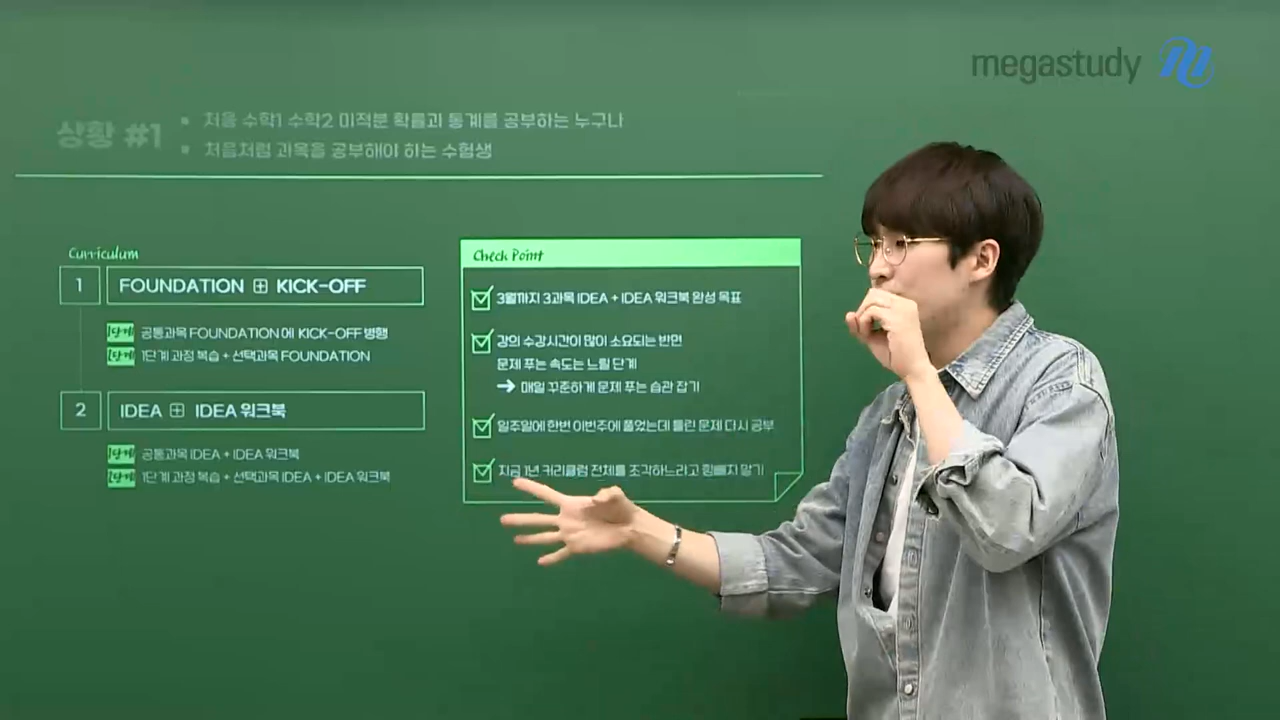 megastudy
상황 #1
처음 수학1 수학2 미적분 확률과 통계를 공부하는 누구나
처음처럼 과목을 공부해야 하는 수험생
Curriculum
1 FOUNDATION + KICK-OFF
1단계 공통과목 FOUNDATION에 KICK-OFF 병행
2단계 1단계 과정 복습 + 선택과목 FOUNDATION
2 IDEA + IDEA 워크북
1단계 공통과목 IDEA + IDEA 워크북
2단계 1단계 과정 복습 + 선택과목 IDEA + IDEA 워크북
Check Point
3월까지 3과목 IDEA + IDEA 워크북 완성 목표
강의 수강시간이 많이 소요되는 반면
문제 푸는 속도는 느릴 단계
→ 매일 꾸준하게 문제 푸는 습관 잡기
일주일에 한번 이번주에 풀었는데 틀린 문제 다시 공부
지금 1년 커리큘럼 전체를 조각하느라고 힘빼지 말기